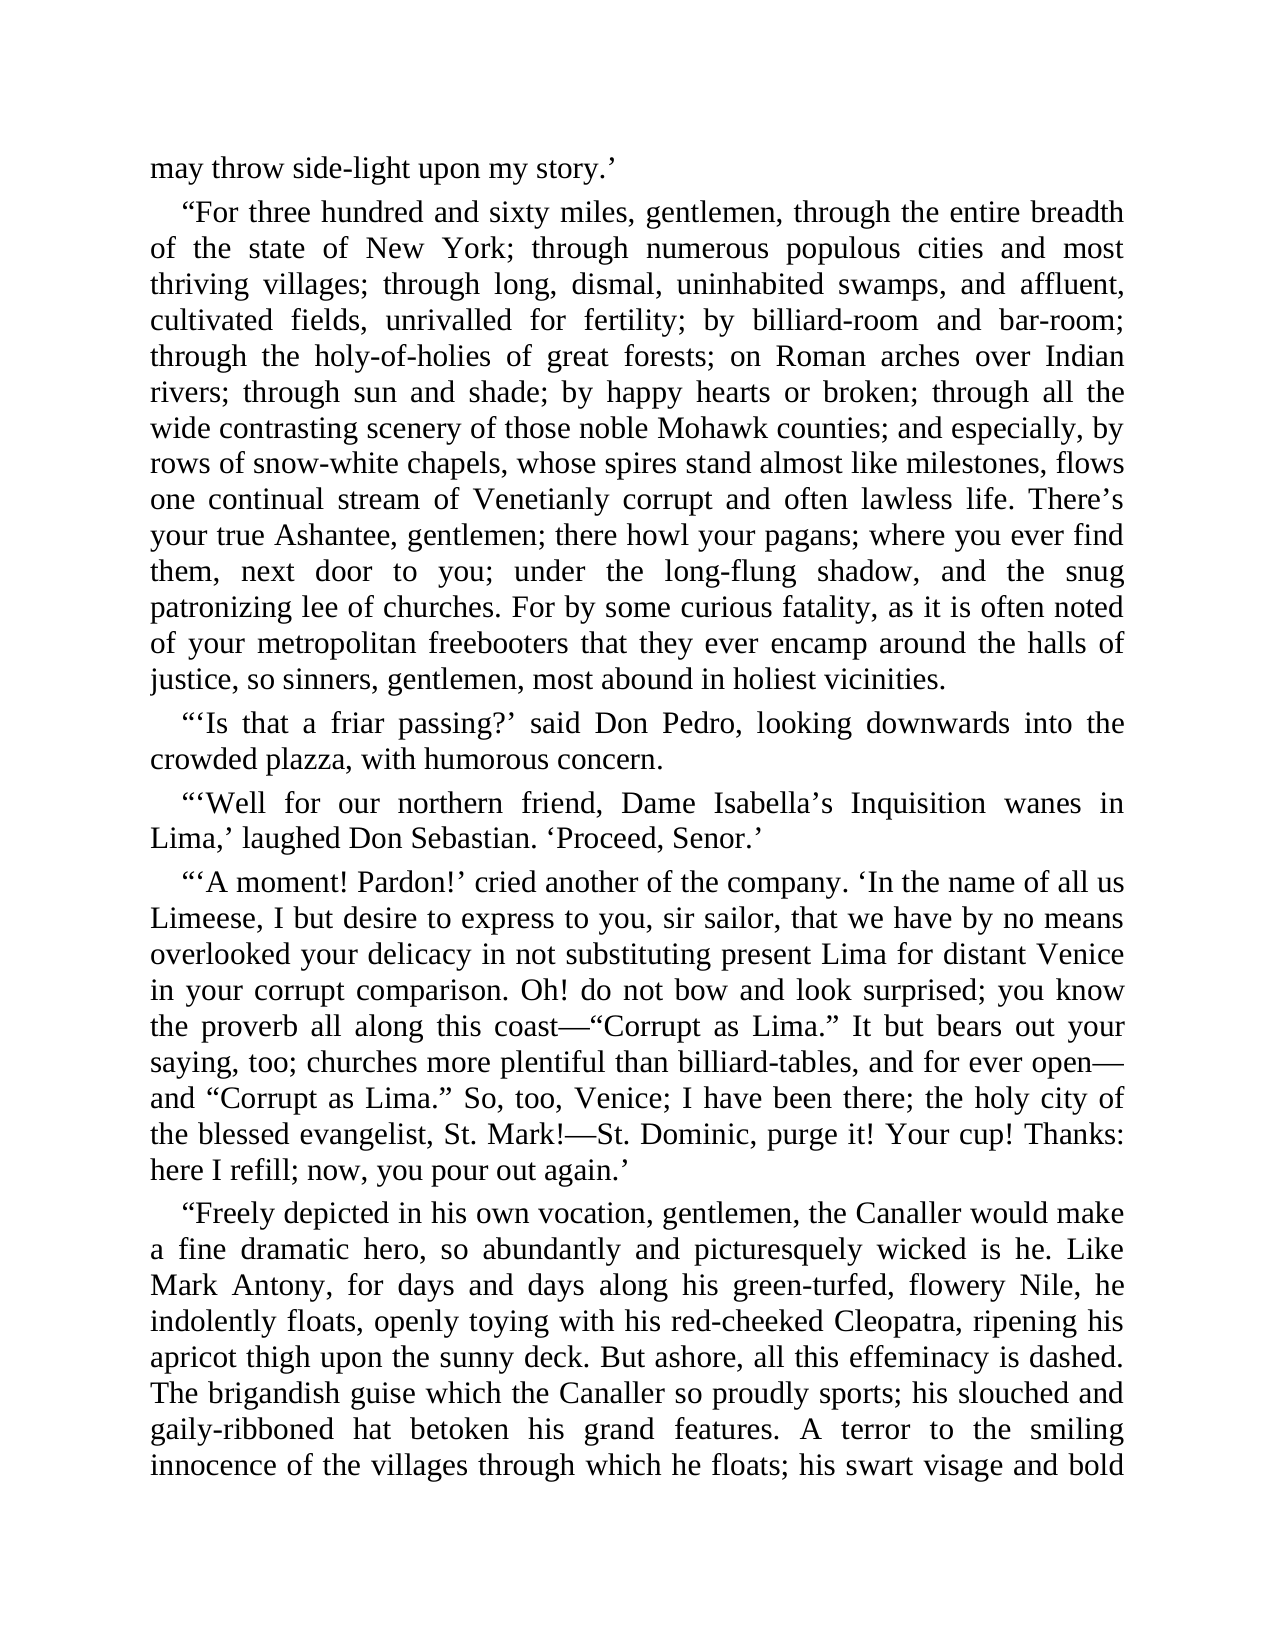 may throw side-light upon my story.’
“For three hundred and sixty miles, gentlemen, through the entire breadth
of the state of New York; through numerous populous cities and most
thriving villages; through long, dismal, uninhabited swamps, and affluent,
cultivated fields, unrivalled for fertility; by billiard-room and bar-room;
through the holy-of-holies of great forests; on Roman arches over Indian
rivers; through sun and shade; by happy hearts or broken; through all the
wide contrasting scenery of those noble Mohawk counties; and especially, by
rows of snow-white chapels, whose spires stand almost like milestones, flows
one continual stream of Venetianly corrupt and often lawless life. There’s
your true Ashantee, gentlemen; there howl your pagans; where you ever find
them, next door to you; under the long-flung shadow, and the snug
patronizing lee of churches. For by some curious fatality, as it is often noted
of your metropolitan freebooters that they ever encamp around the halls of
justice, so sinners, gentlemen, most abound in holiest vicinities.
“‘Is that a friar passing?’ said Don Pedro, looking downwards into the
crowded plazza, with humorous concern.
“‘Well for our northern friend, Dame Isabella’s Inquisition wanes in
Lima,’ laughed Don Sebastian. ‘Proceed, Senor.’
“‘A moment! Pardon!’ cried another of the company. ‘In the name of all us
Limeese, I but desire to express to you, sir sailor, that we have by no means
overlooked your delicacy in not substituting present Lima for distant Venice
in your corrupt comparison. Oh! do not bow and look surprised; you know
the proverb all along this coast—“Corrupt as Lima.” It but bears out your
saying, too; churches more plentiful than billiard-tables, and for ever open—
and “Corrupt as Lima.” So, too, Venice; I have been there; the holy city of
the blessed evangelist, St. Mark!—St. Dominic, purge it! Your cup! Thanks:
here I refill; now, you pour out again.’
“Freely depicted in his own vocation, gentlemen, the Canaller would make
a fine dramatic hero, so abundantly and picturesquely wicked is he. Like
Mark Antony, for days and days along his green-turfed, flowery Nile, he
indolently floats, openly toying with his red-cheeked Cleopatra, ripening his
apricot thigh upon the sunny deck. But ashore, all this effeminacy is dashed.
The brigandish guise which the Canaller so proudly sports; his slouched and
gaily-ribboned hat betoken his grand features. A terror to the smiling
innocence of the villages through which he floats; his swart visage and bold